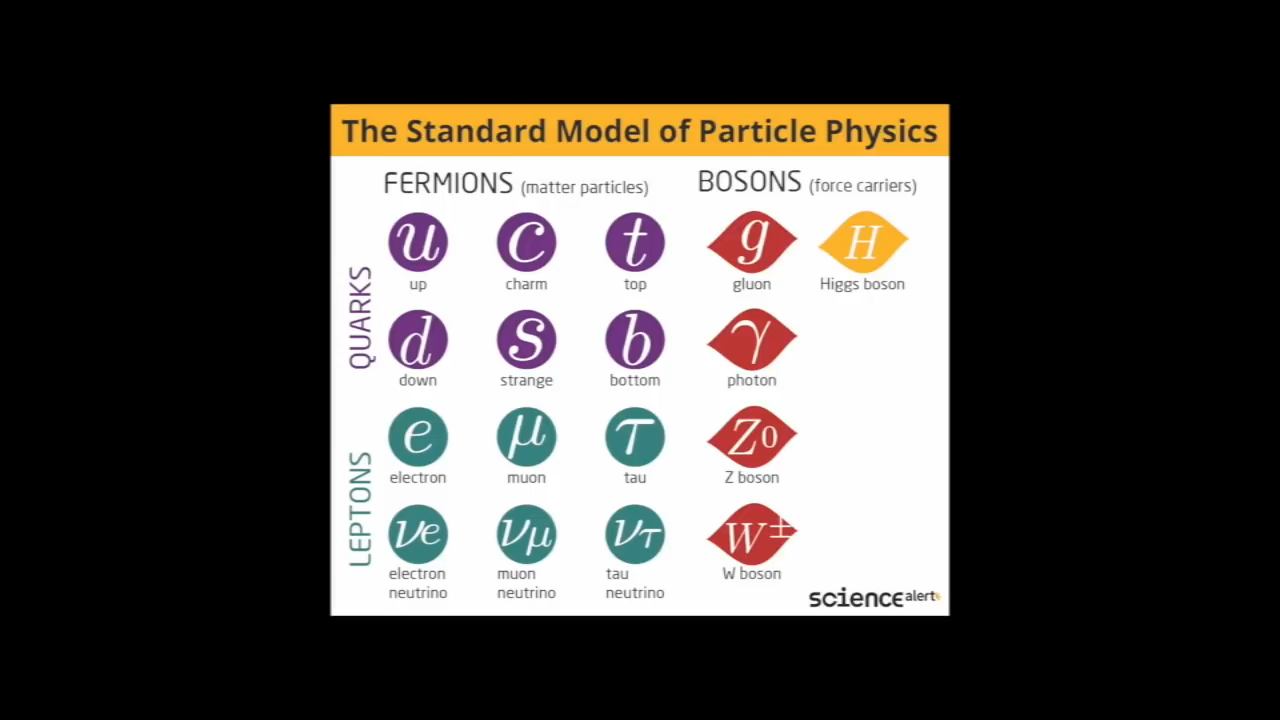 The Standard Model of Particle Physics
FERMIONS (matter particles)
BOSONS (force carriers)
QUARKS
u
c
t
g
H
up
charm
top
gluon
Higgs boson
d
s
b
γ
down
strange
bottom
photon
LEPTONS
e
μ
τ
Z0
electron
muon
tau
Z boson
νe
νμ
ντ
W±
electron
neutrino
muon
neutrino
tau
neutrino
W boson
science alert